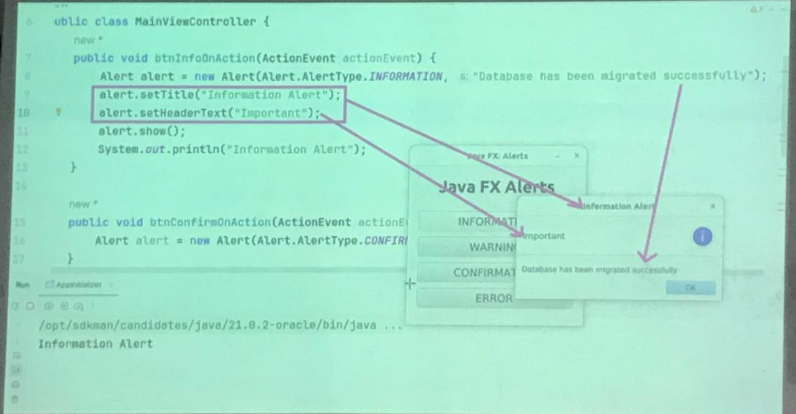 6 ublic class MainViewController {
new *
7 public void btnInfoOnAction(ActionEvent actionEvent) {
8 Alert alert = new Alert(Alert.AlertType.INFORMATION, s: "Database has been migrated successfully");
9 alert.setTitle("Information Alert");
10 alert.setHeaderText("Important");
11 alert.show();
12 System.out.println("Information Alert");
13 }
14
new *
15 public void btnConfirmOnAction(ActionEvent actionE
16 Alert alert = new Alert(Alert.AlertType.CONFIR
17 }
Java FX: Alerts
Java FX Alerts
INFORMATI
WARNIN
CONFIRMAT
ERROR
Information Aler
Important
Database has been migrated successfully
OK
Run AppInitializer
/opt/sdkman/candidates/java/21.0.2-oracle/bin/java ...
Information Alert